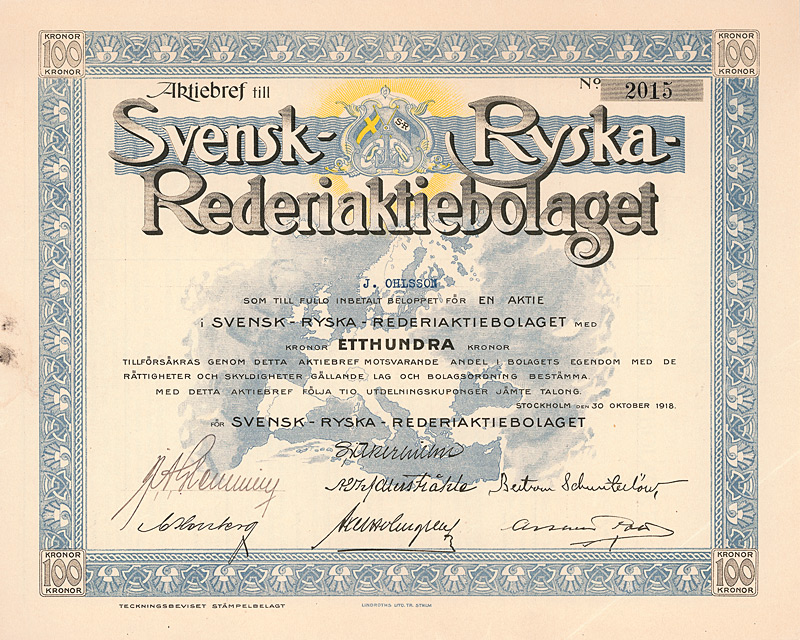 KRONOR 100 KRONOR
KRONOR 100 KRONOR
Aktiebref till
Nº 2015
Svensk-Ryska-
SR
Rederiaktiebolaget
J. OHLSSON
SOM TILL FULLO INBETALT BELOPPET FÖR EN AKTIE
I SVENSK-RYSKA-REDERIAKTIEBOLAGET MED
KRONOR ETTHUNDRA KRONOR
TILLFÖRSÄKRAS GENOM DETTA AKTIEBREF MOTSVARANDE ANDEL I BOLAGETS EGENDOM MED DE
RÄTTIGHETER OCH SKYLDIGHETER GÄLLANDE LAG OCH BOLAGSORDNING BESTÄMMA
MED DETTA AKTIEBREF FÖLJA TIO UTDELNINGSKUPONGER JÄMTE TALONG.
STOCKHOLM DEN 30 OKTOBER 1918.
FÖR SVENSK-RYSKA-REDERIAKTIEBOLAGET
Bertram
Holmgren
KRONOR 100 KRONOR
KRONOR 100 KRONOR
TECKNINGSBEVISET STÄMPELBELAGT
LINDROTHS LITO. TR. STHLM